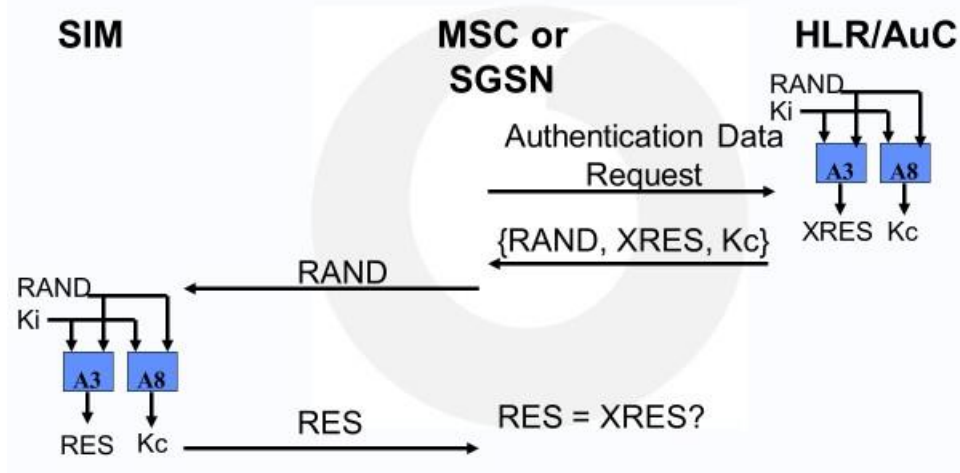 SIM
MSC or
SGSN
HLR/AuC
RAND
Ki
A3 A8
XRES Kc
Authentication Data
Request
{RAND, XRES, Kc}
RAND
RAND
Ki
A3 A8
RES Kc
RES
RES = XRES?